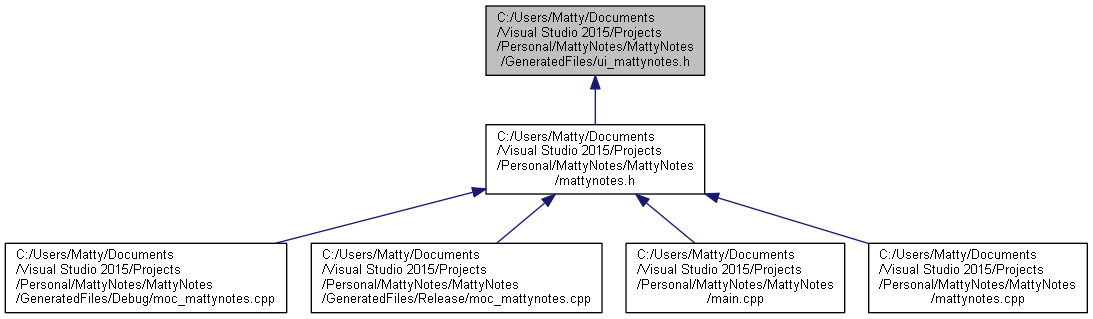 C:/Users/Matty/Documents
/Visual Studio 2015/Projects
/Personal/MattyNotes/MattyNotes
/GeneratedFiles/ui_mattynotes.h
C:/Users/Matty/Documents
/Visual Studio 2015/Projects
/Personal/MattyNotes/MattyNotes
/mattynotes.h
C:/Users/Matty/Documents
/Visual Studio 2015/Projects
/Personal/MattyNotes/MattyNotes
/GeneratedFiles/Debug/moc_mattynotes.cpp
C:/Users/Matty/Documents
/Visual Studio 2015/Projects
/Personal/MattyNotes/MattyNotes
/GeneratedFiles/Release/moc_mattynotes.cpp
C:/Users/Matty/Documents
/Visual Studio 2015/Projects
/Personal/MattyNotes/MattyNotes
/main.cpp
C:/Users/Matty/Documents
/Visual Studio 2015/Projects
/Personal/MattyNotes/MattyNotes
/mattynotes.cpp